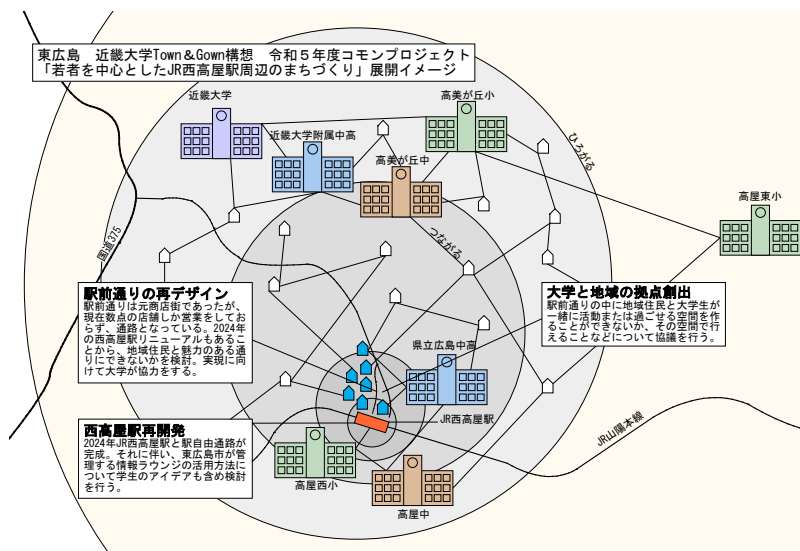 東広島　近畿大学Town＆Gown構想　令和５年度コモンプロジェクト
「若者を中心としたJR西高屋駅周辺のまちづくり」展開イメージ
近畿大学
高美が丘小
近畿大学附属中高
高美が丘中
ひろがる
高屋東小
つながる
国道375
駅前通りの再デザイン
駅前通りは元商店街であったが、
現在数点の店舗しか営業をしてお
らず、通路となっている。2024年
の西高屋駅リニューアルもあるこ
とから、地域住民と魅力のある通
りにできないかを検討。実現に向
けて大学が協力をする。
大学と地域の拠点創出
駅前通りの中に地域住民と大学生が
一緒に活動または過ごせる空間を作
ることができないか、その空間で行
えることなどについて協議を行う。
県立広島中高
JR西高屋駅
JR山陽本線
西高屋駅再開発
2024年JR西高屋駅と駅自由通路が
完成。それに伴い、東広島市が管
理する情報ラウンジの活用方法に
ついて学生のアイデアも含め検討
を行う。
高屋西小
高屋中